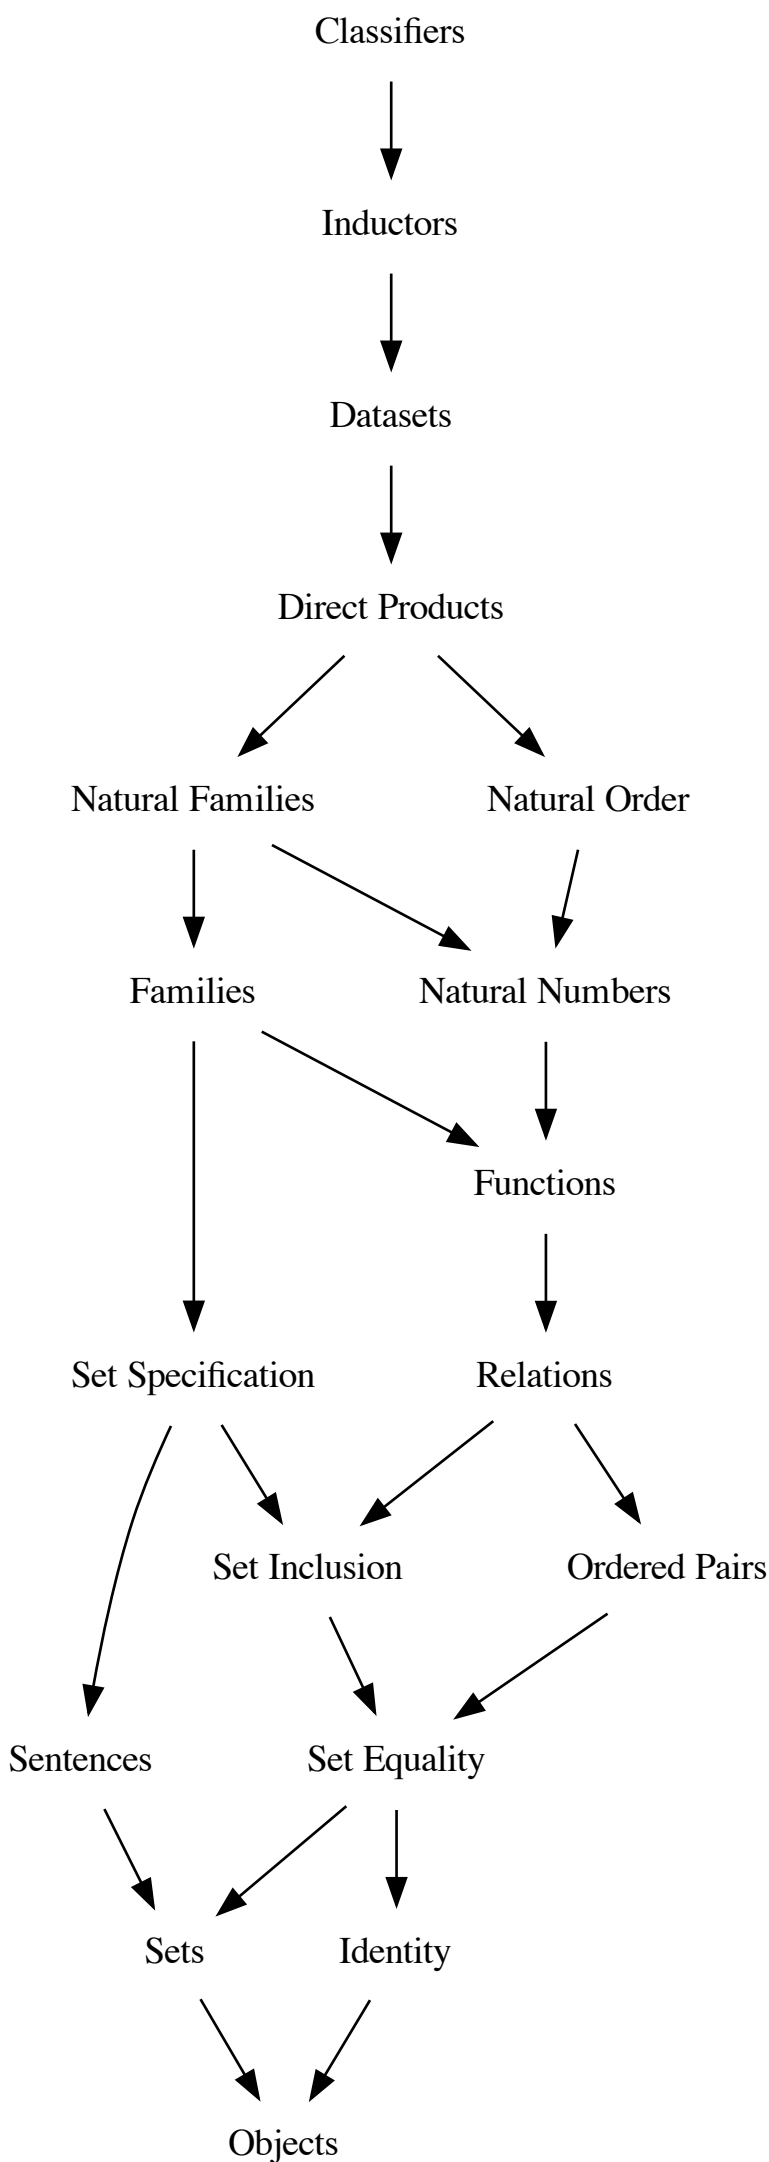 Classifiers
Inductors
Datasets
Direct Products
Natural Families
Natural Order
Families
Natural Numbers
Functions
Set Specification
Relations
Set Inclusion
Ordered Pairs
Sentences
Set Equality
Sets
Identity
Objects